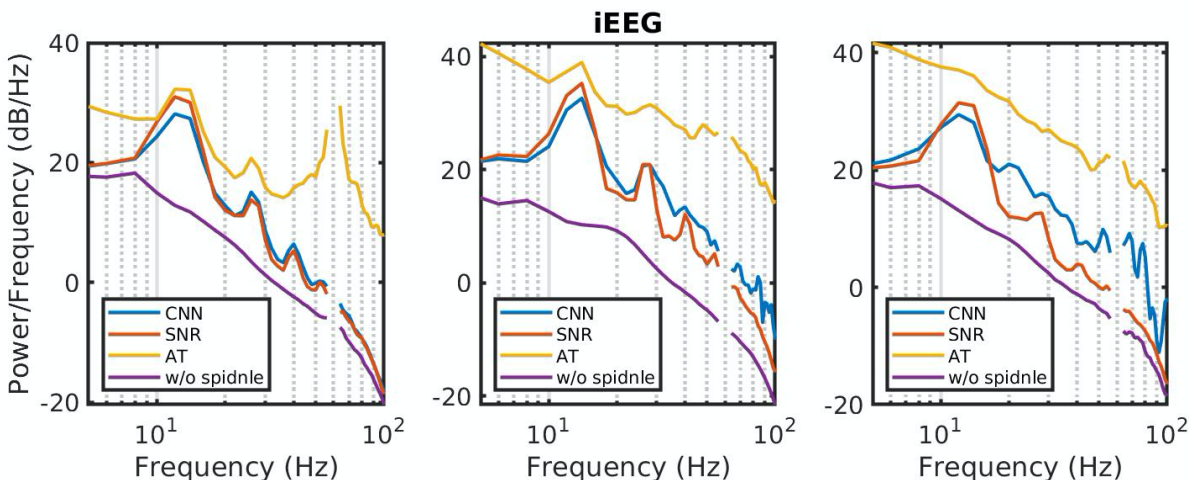 iEEG
Power/Frequency (dB/Hz)
40
20
0
-20
CNN
SNR
AT
w/o spidnle
10^1
10^2
Frequency (Hz)
40
20
0
-20
CNN
SNR
AT
w/o spidnle
10^1
10^2
Frequency (Hz)
40
20
0
-20
CNN
SNR
AT
w/o spidnle
10^1
10^2
Frequency (Hz)